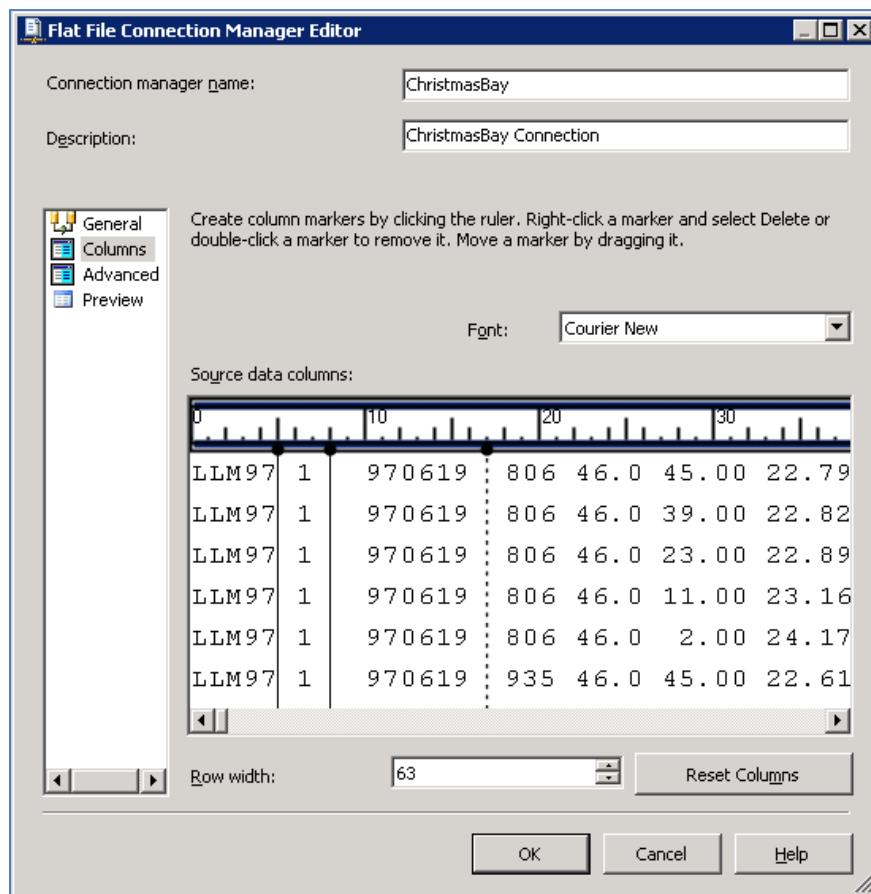 Flat File Connection Manager Editor
Connection manager name:
ChristmasBay
Description:
ChristmasBay Connection
General
Columns
Advanced
Preview
Create column markers by clicking the ruler. Right-click a marker and select Delete or
double-click a marker to remove it. Move a marker by dragging it.
Font:
Courier New
Source data columns:
0 10 20 30
LLM97 1 970619 806 46.0 45.00 22.79
LLM97 1 970619 806 46.0 39.00 22.82
LLM97 1 970619 806 46.0 23.00 22.89
LLM97 1 970619 806 46.0 11.00 23.16
LLM97 1 970619 806 46.0 2.00 24.17
LLM97 1 970619 935 46.0 45.00 22.61
Row width:
63
Reset Columns
OK Cancel Help